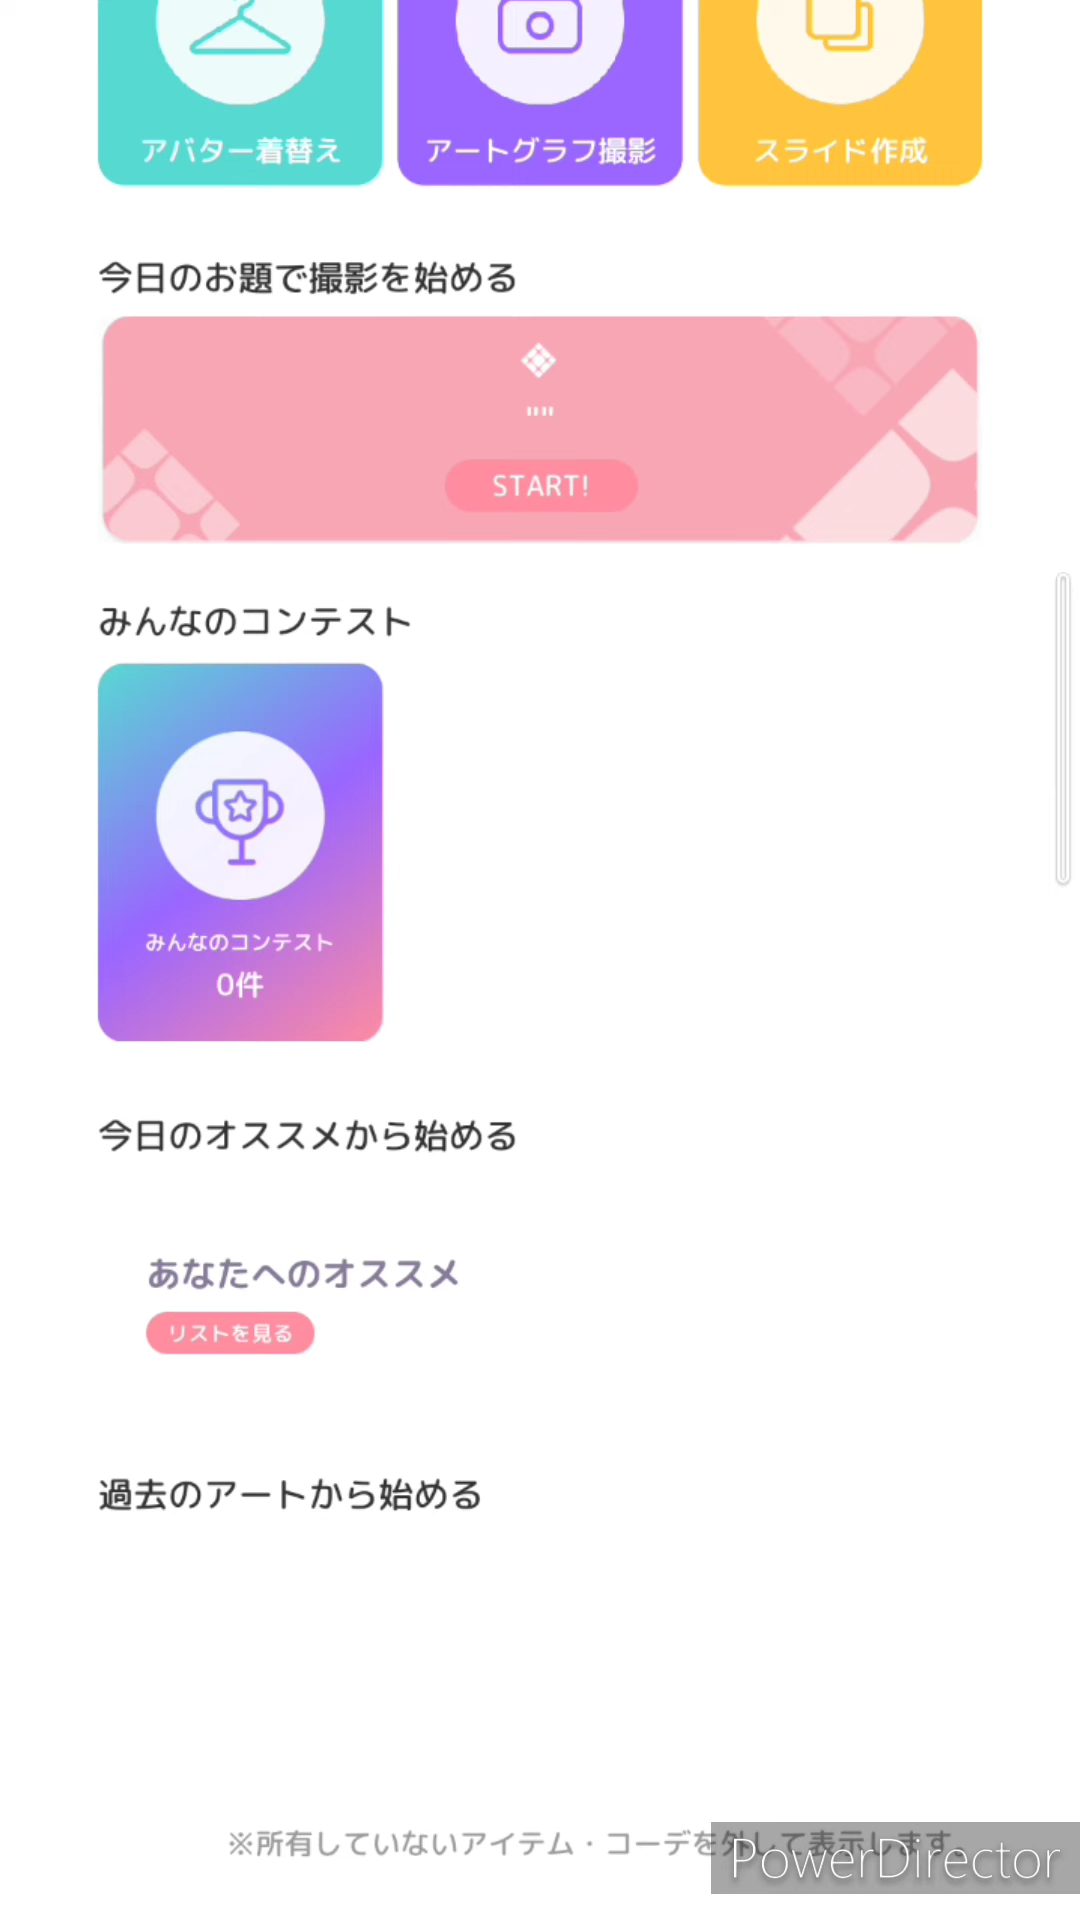 アバター着替え
アートグラフ撮影
スライド作成
今日のお題で撮影を始める
""
START!
みんなのコンテスト
みんなのコンテスト
0件
今日のオススメから始める
あなたへのオススメ
リストを見る
過去のアートから始める
※所有していないアイテム・コーデを外して表示します。
PowerDirector